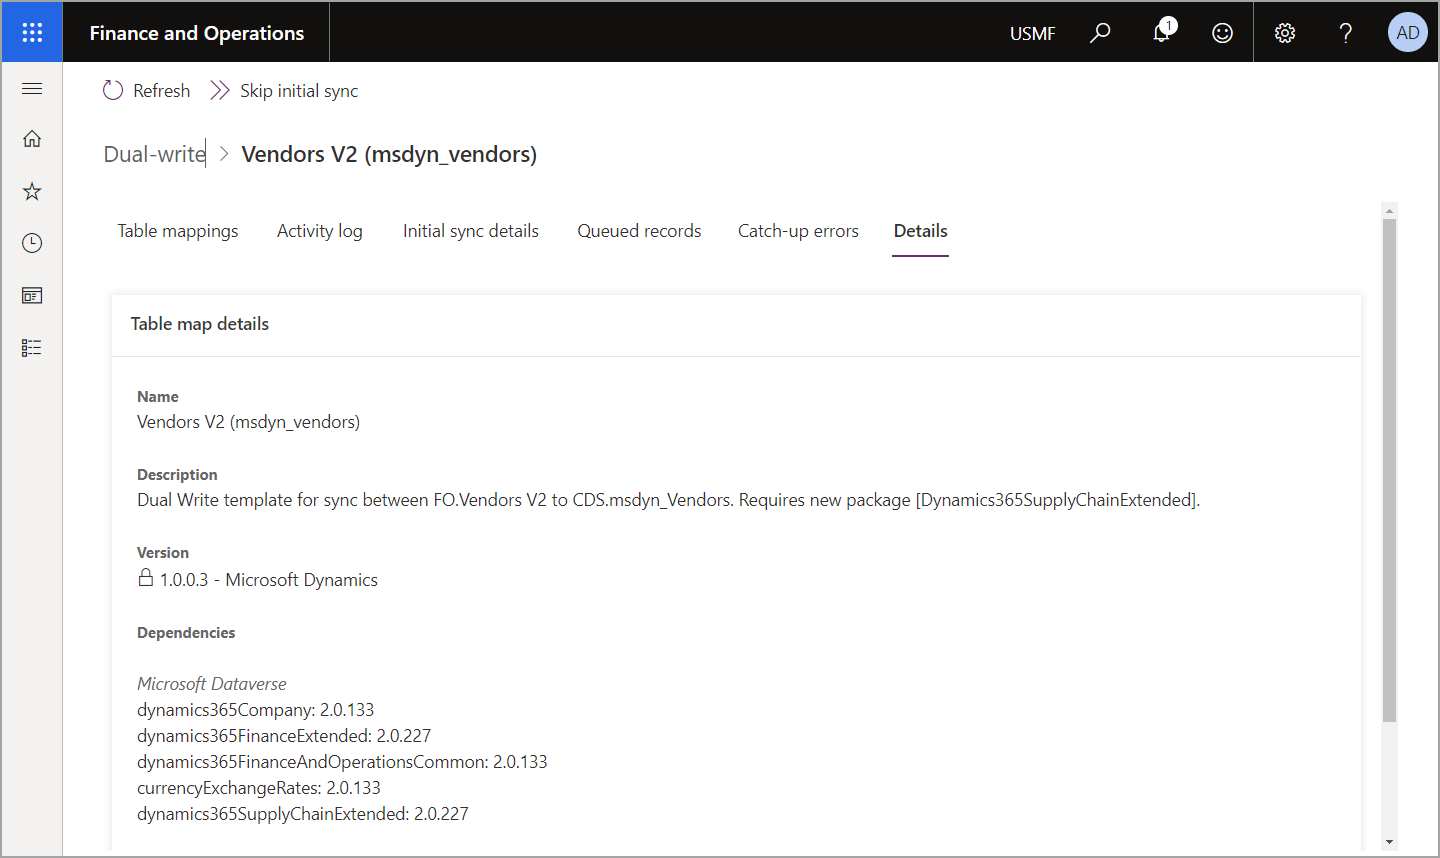 Finance and Operations USMF 1 ? AD
Refresh Skip initial sync
Dual-write > Vendors V2 (msdyn_vendors)
Table mappings Activity log Initial sync details Queued records Catch-up errors Details
Table map details
Name
Vendors V2 (msdyn_vendors)
Description
Dual Write template for sync between FO.Vendors V2 to CDS.msdyn_Vendors. Requires new package [Dynamics365SupplyChainExtended].
Version
1.0.0.3 - Microsoft Dynamics
Dependencies
Microsoft Dataverse
dynamics365Company: 2.0.133
dynamics365FinanceExtended: 2.0.227
dynamics365FinanceAndOperationsCommon: 2.0.133
currencyExchangeRates: 2.0.133
dynamics365SupplyChainExtended: 2.0.227